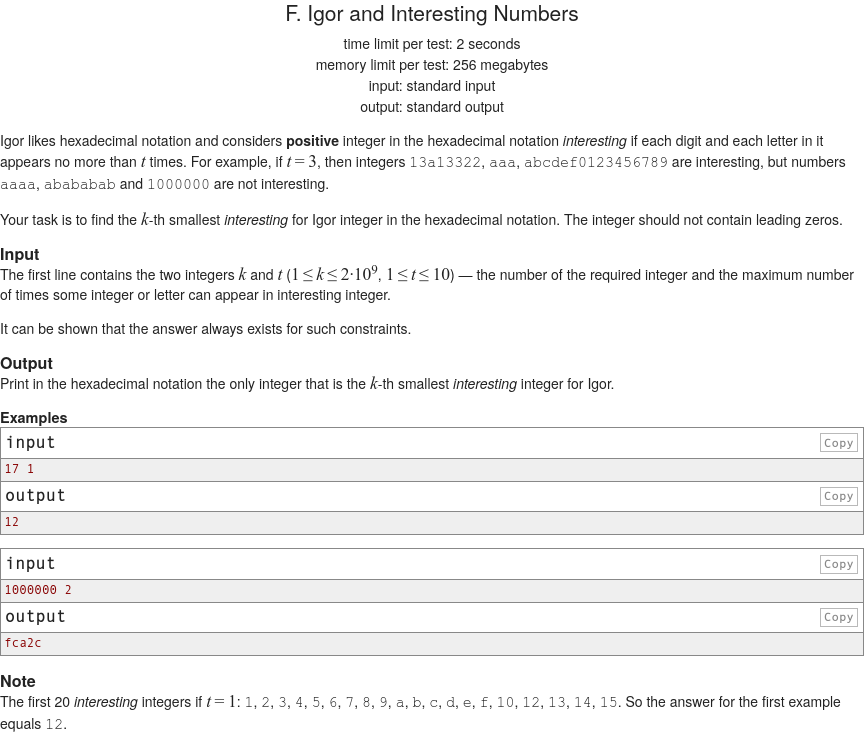 F. Igor and Interesting Numbers
time limit per test: 2 seconds
memory limit per test: 256 megabytes
input: standard input
output: standard output
Igor likes hexadecimal notation and considers positive integer in the hexadecimal notation interesting if each digit and each letter in it
appears no more than t times. For example, if t = 3, then integers 13a13322, aaa, abcdef0123456789 are interesting, but numbers
aaaa, abababab and 1000000 are not interesting.
Your task is to find the k-th smallest interesting for Igor integer in the hexadecimal notation. The integer should not contain leading zeros.
Input
The first line contains the two integers k and t (1 ≤ k ≤ 2·10⁹, 1 ≤ t ≤ 10) — the number of the required integer and the maximum number
of times some integer or letter can appear in interesting integer.
It can be shown that the answer always exists for such constraints.
Output
Print in the hexadecimal notation the only integer that is the k-th smallest interesting integer for Igor.
Examples
input Copy
17 1
output Copy
12
input Copy
1000000 2
output Copy
fca2c
Note
The first 20 interesting integers if t = 1: 1, 2, 3, 4, 5, 6, 7, 8, 9, a, b, c, d, e, f, 10, 12, 13, 14, 15. So the answer for the first example
equals 12.